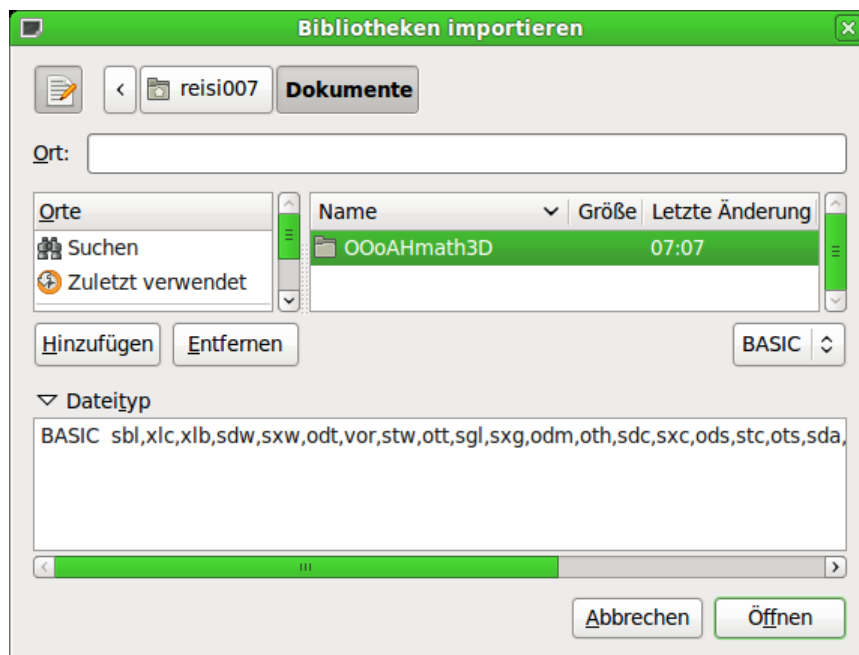 Bibliotheken importieren
reisi007 Dokumente
Ort:
Orte
Name Größe Letzte Änderung
Suchen
OOoAHmath3D 07:07
Zuletzt verwendet
Hinzufügen Entfernen BASIC
Dateityp
BASIC sbl,xlc,xlb,sdw,sxw,odt,vor,stw,ott,sgl,sxg,odm,oth,sdc,sxc,ods,stc,ots,sda,
Abbrechen Öffnen